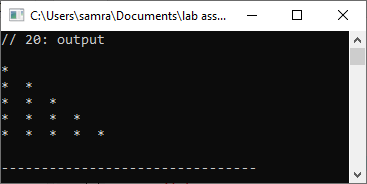 C:\Users\samra\Documents\lab ass...
// 20: output
*
*  *
*  *  *
*  *  *  *
*  *  *  *  *
--------------------------------